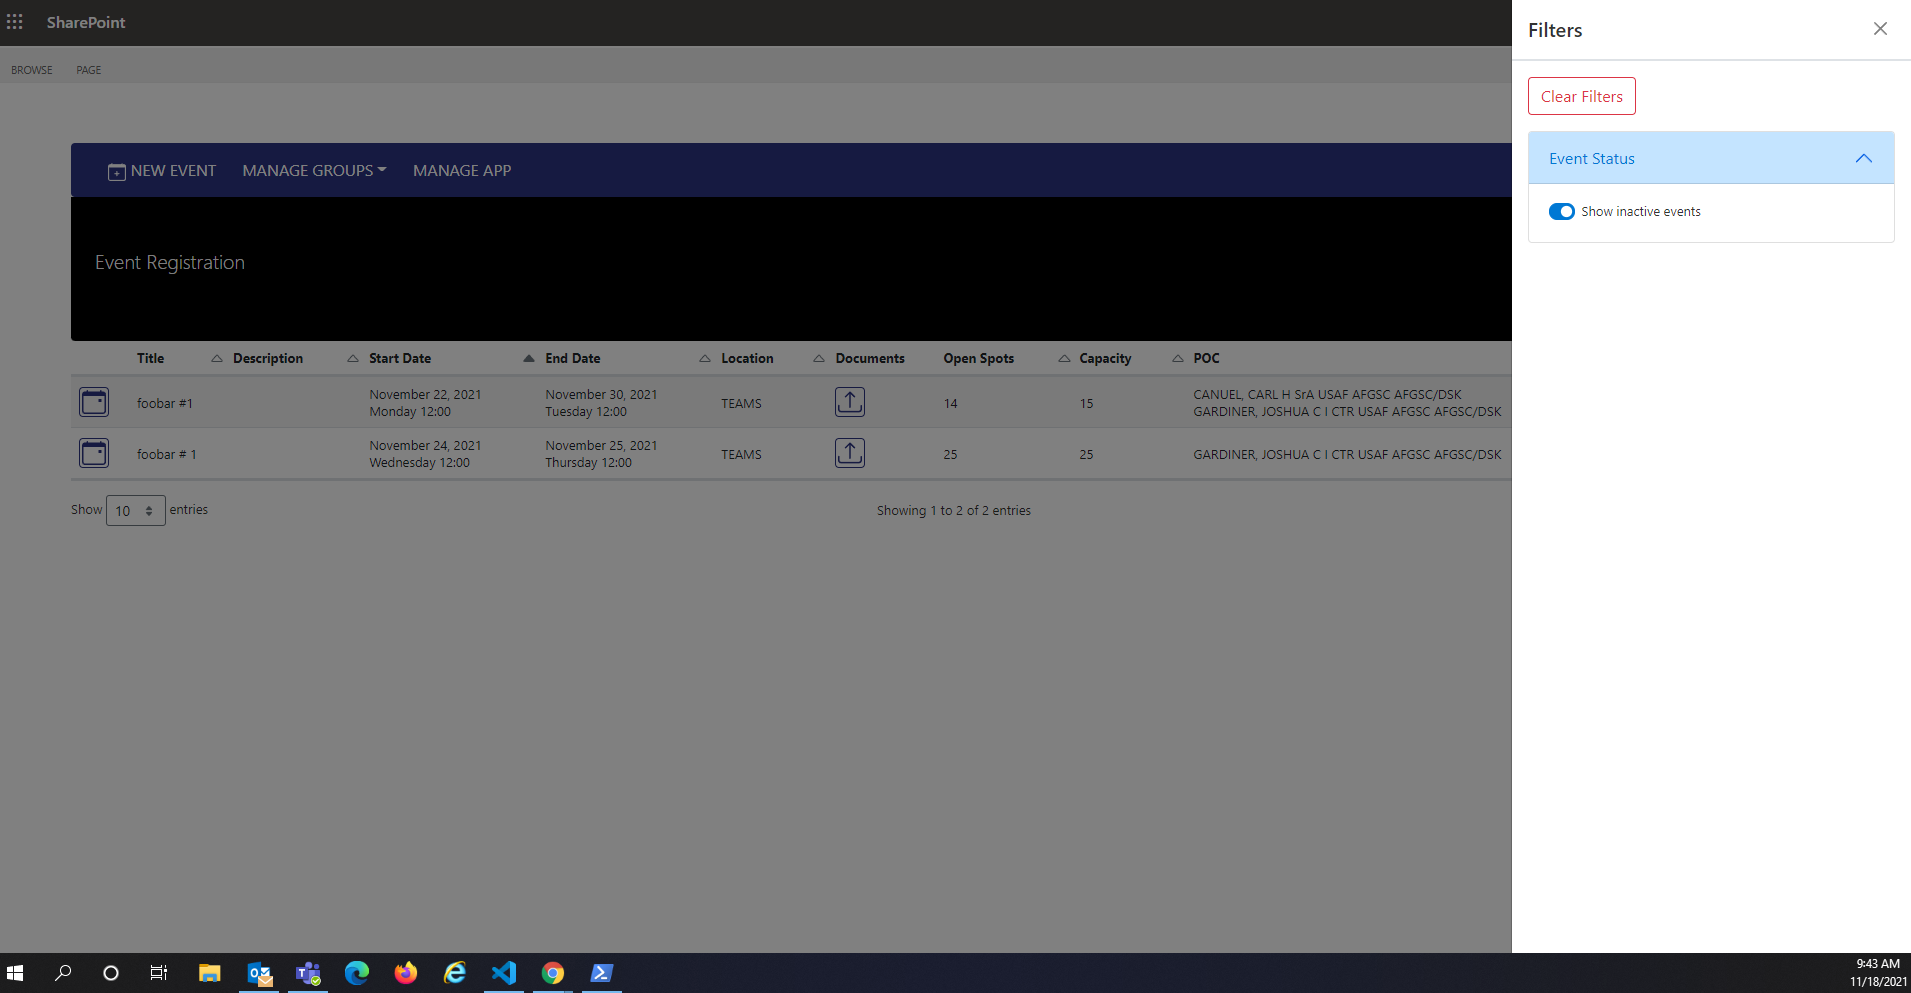 SharePoint
BROWSE PAGE
NEW EVENT MANAGE GROUPS MANAGE APP
Event Registration
Title Description Start Date End Date Location Documents Open Spots Capacity POC
foobar #1 November 22, 2021 Monday 12:00 November 30, 2021 Tuesday 12:00 TEAMS 14 15 CANUEL, CARL H SrA USAF AFGSC AFGSC/DSK
GARDINER, JOSHUA C I CTR USAF AFGSC AFGSC/DSK
foobar # 1 November 24, 2021 Wednesday 12:00 November 25, 2021 Thursday 12:00 TEAMS 25 25 GARDINER, JOSHUA C I CTR USAF AFGSC AFGSC/DSK
Show 10 entries Showing 1 to 2 of 2 entries
Filters
Clear Filters
Event Status
Show inactive events
9:43 AM
11/18/2021